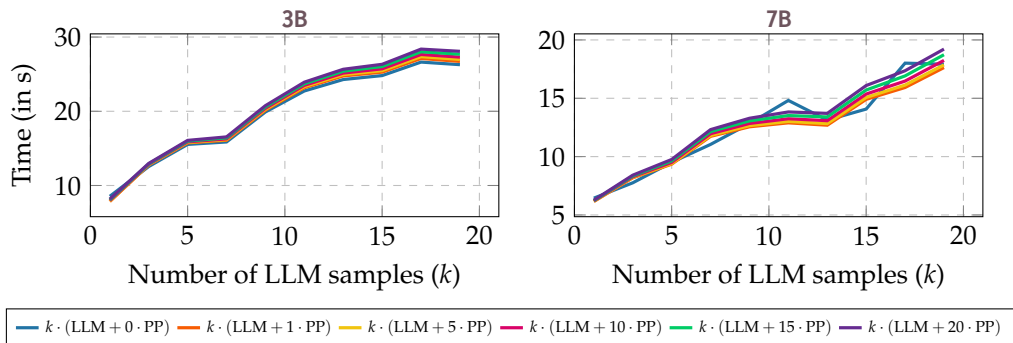 3B
30
20
10
0
5
10
15
20
Time (in s)
Number of LLM samples (k)
7B
20
15
10
5
0
5
10
15
20
Number of LLM samples (k)
k · (LLM + 0 · PP)
k · (LLM + 1 · PP)
k · (LLM + 5 · PP)
k · (LLM + 10 · PP)
k · (LLM + 15 · PP)
k · (LLM + 20 · PP)